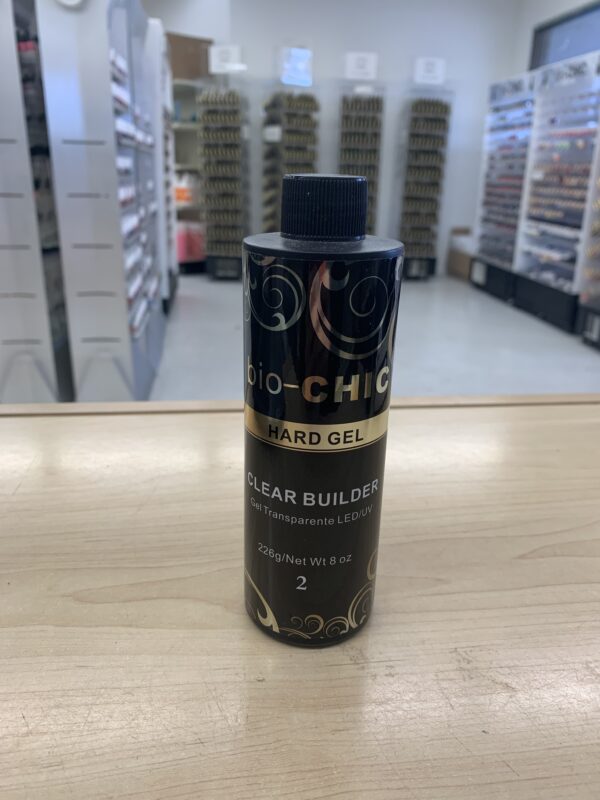 bio-CHIC
HARD GEL
CLEAR BUILDER
Gel Transparente LED/UV
226g/Net Wt 8 oz
2